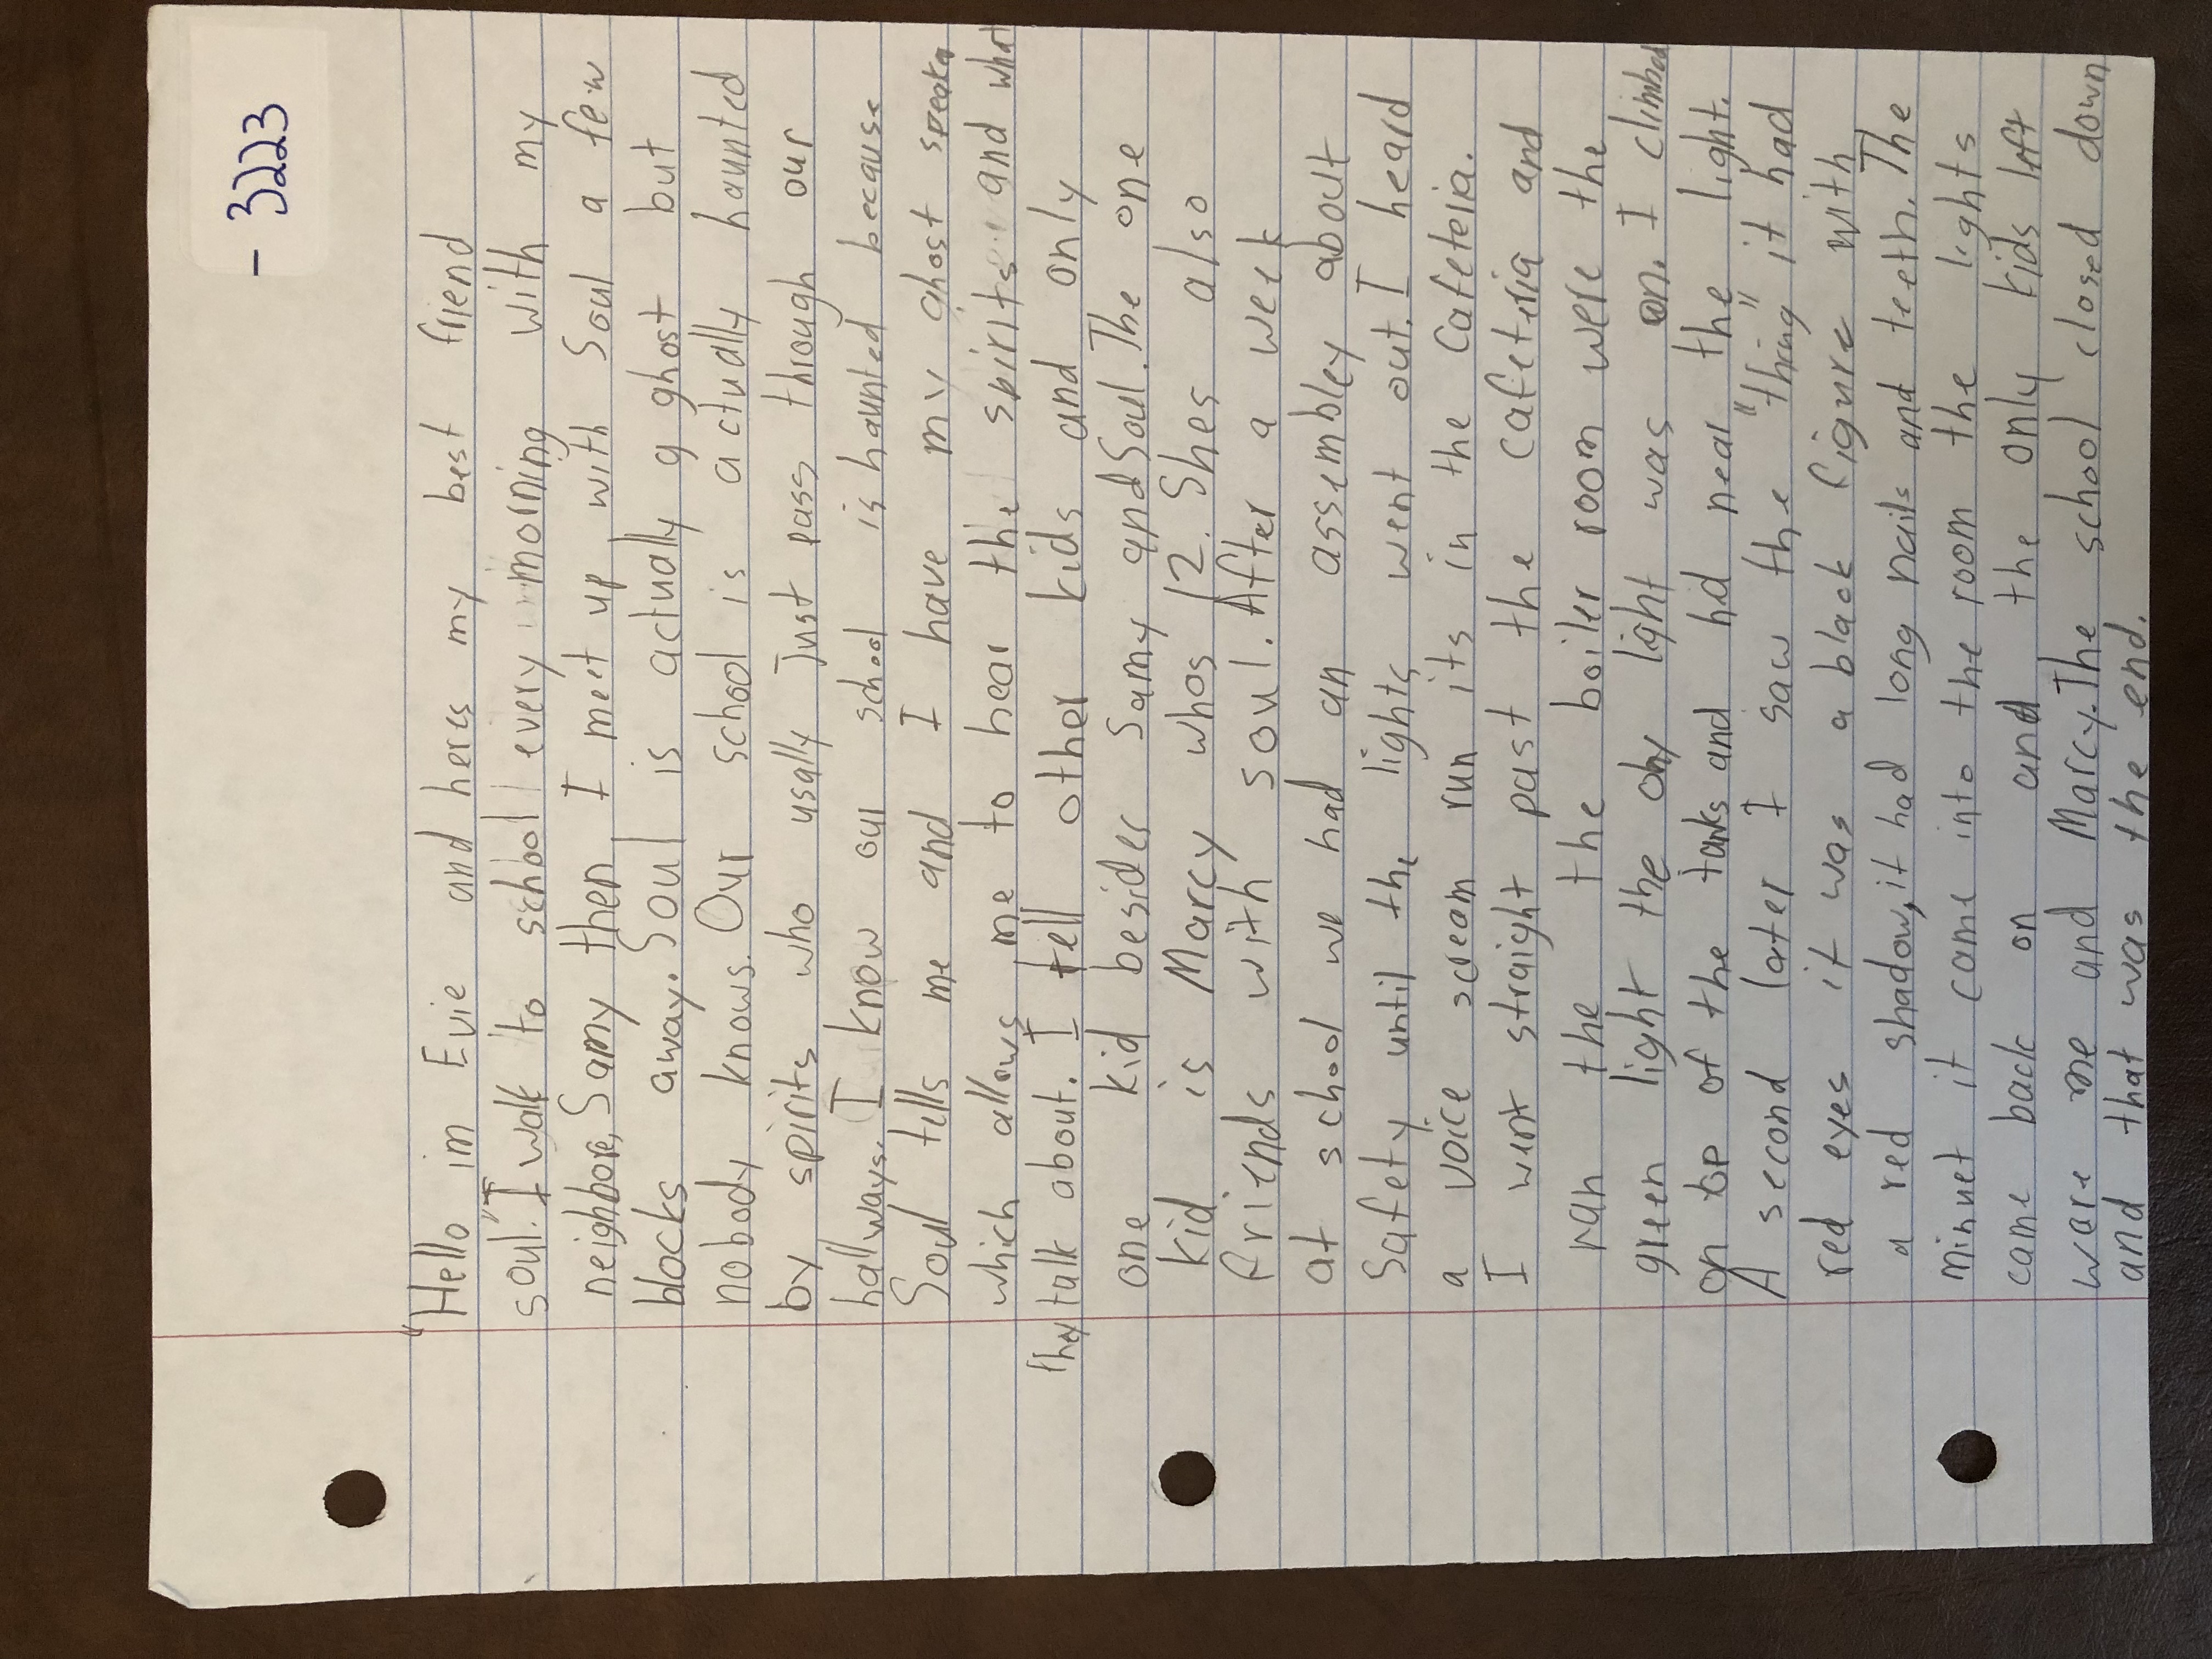 - 3223
"Hello im Evie and heres my best friend
soul." I walk to school every morning with my
neighbore, Samy then I meet up with Soul a few
blocks away. Soul is actually a ghost but
nobody knows. Our school is actually haunted
by spirits who usally Just pass through our
hallways. I know our school is haunted because
Soul tells me and I have my ghost speaker
which allows me to hear the spirits and what
they talk about. I tell other kids and only
one kid besides Samy and Soul. The one
kid is Marcy whos 12. Shes also
friends with soul. After a week
at school we had an assembley about
Safety until the lights went out. I heard
a voice scream run its in the Cafeteria.
I went straight past the cafeteria and
ran the the boiler room were the
green light the only light was on. I climbed
on top of the tanks and hid near the light.
A second later I saw the "thing" it had
red eyes it was a black figure with
a red shadow, it had long nails and teeth. The
minuet it came into the room the lights
came back on and the only kids left
ware me and Marcy. The school closed down
and that was the end.